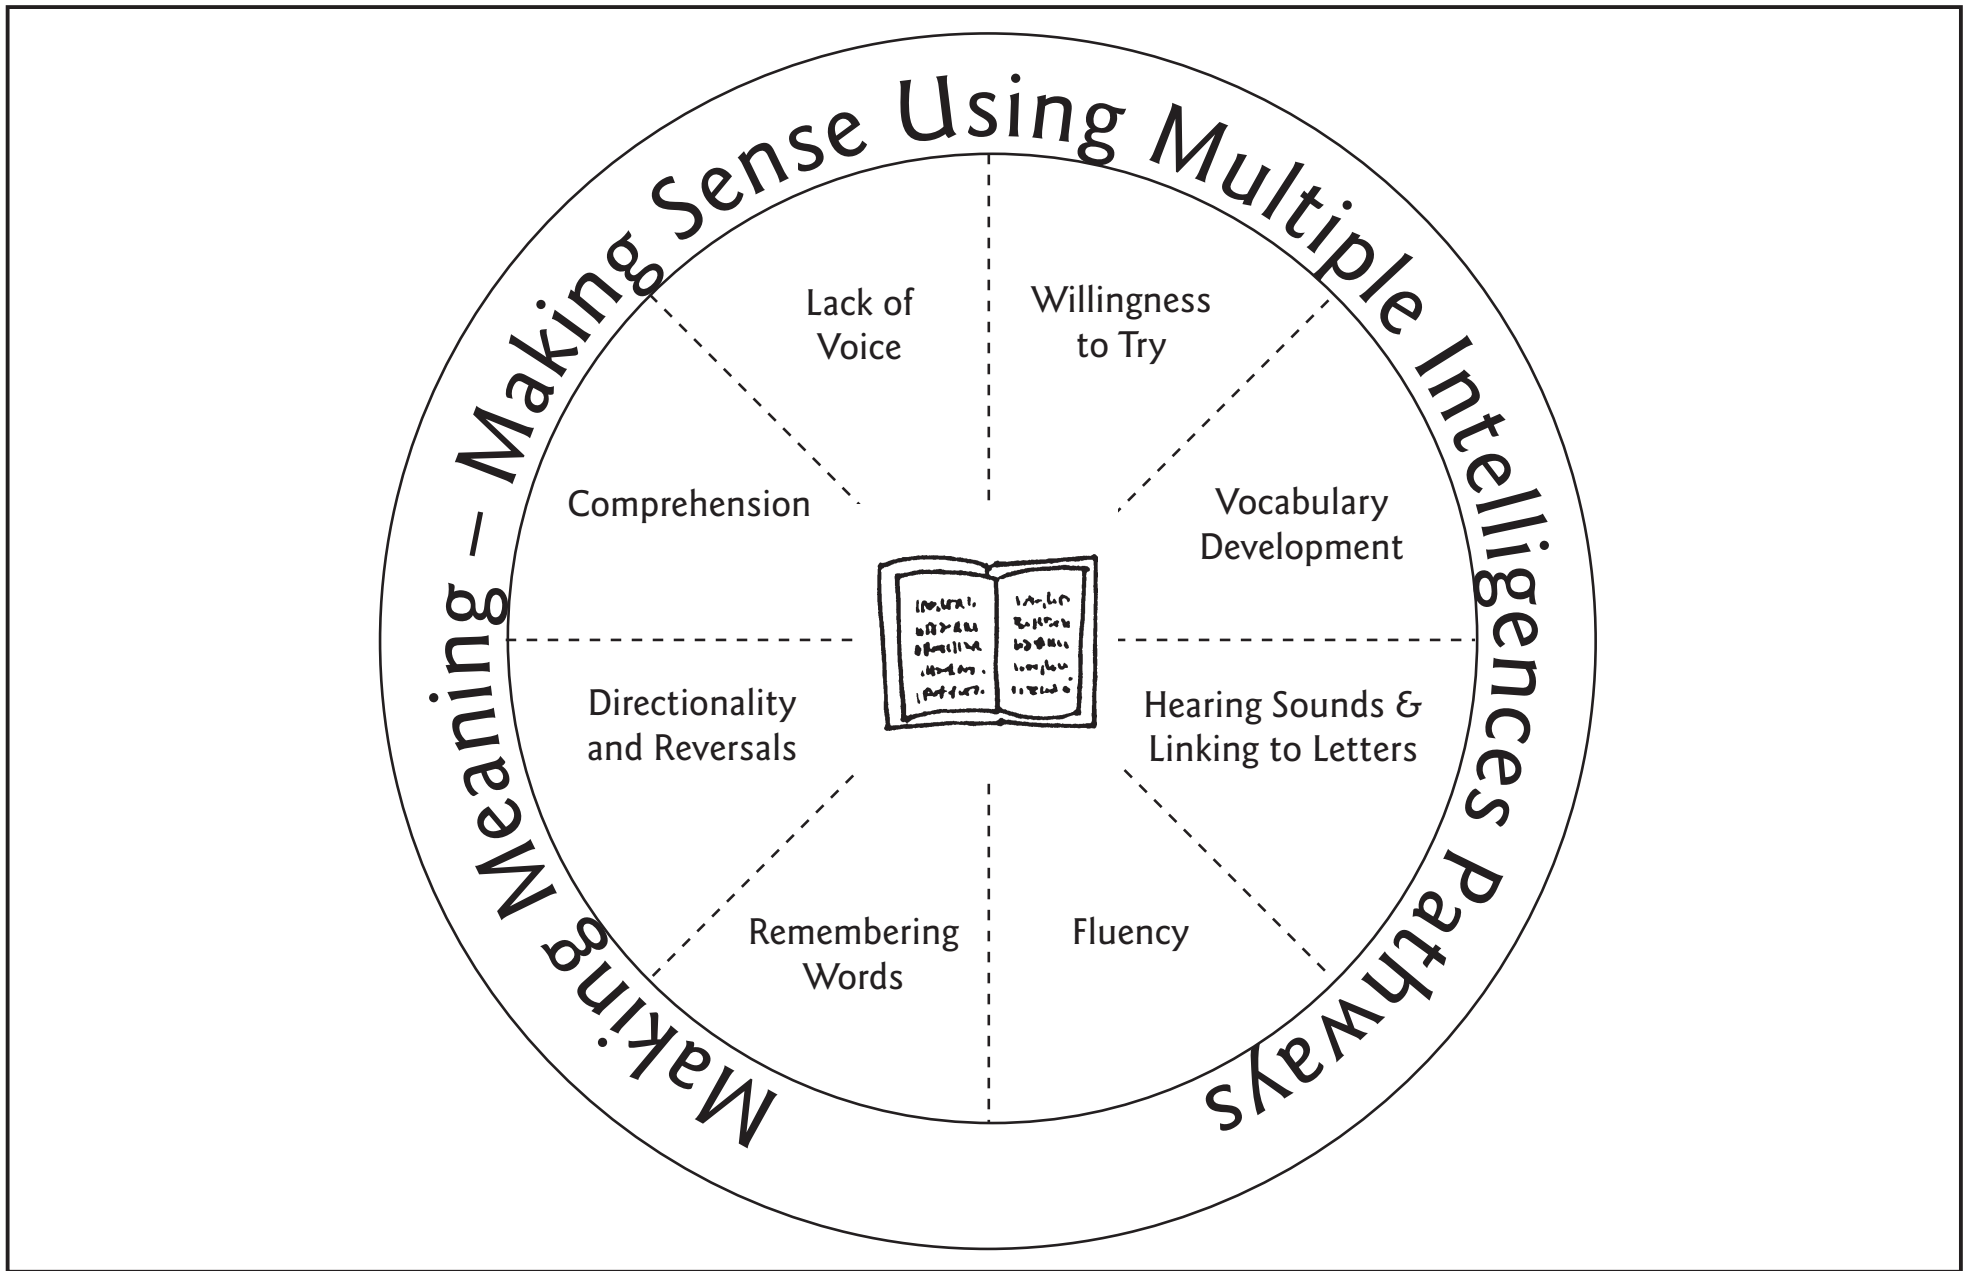 Making Meaning – Making Sense Using Multiple Intelligences Pathways
Lack of
Voice
Willingness
to Try
Comprehension
Vocabulary
Development
Directionality
and Reversals
Hearing Sounds &
Linking to Letters
Remembering
Words
Fluency